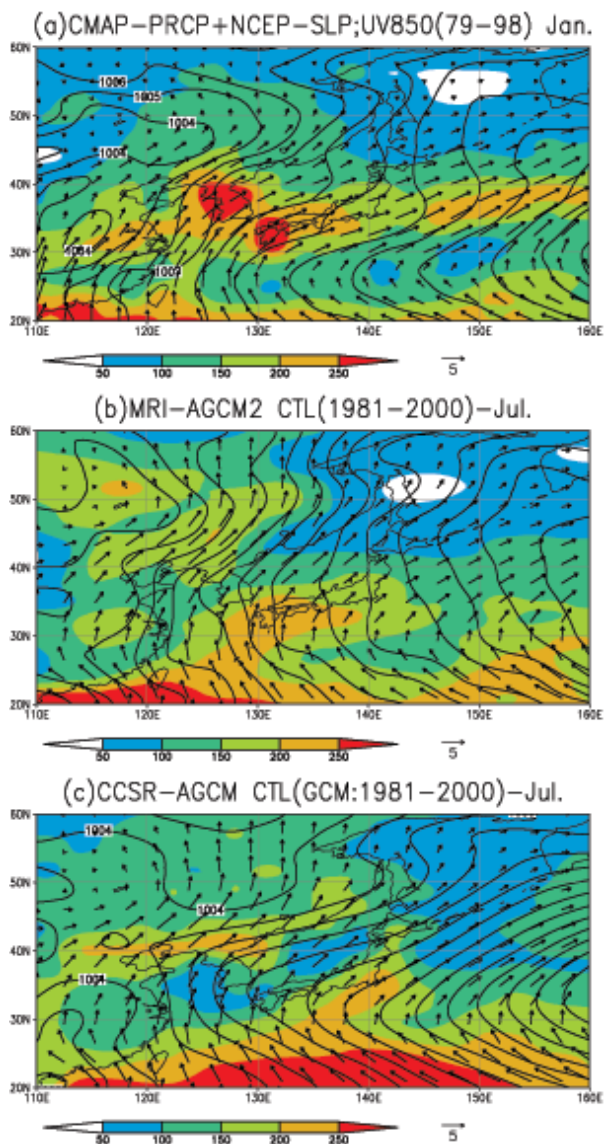 (a)CMAP-PRCP+NCEP-SLP;UV850(79-98) Jan.
60N
1006
1005
50N
1004
1004
40N
30N
1004
1003
20N
110E 120E 130E 140E 150E 160E
50 100 150 200 250 5
(b)MRI-AGCM2 CTL(1981-2000)-Jul.
60N
50N
40N
30N
20N
110E 120E 130E 140E 150E 160E
50 100 150 200 250 5
(c)CCSR-AGCM CTL(GCM:1981-2000)-Jul.
60N
1004
50N
1004
40N
1004
30N
20N
110E 120E 130E 140E 150E 160E
50 100 150 200 250 5